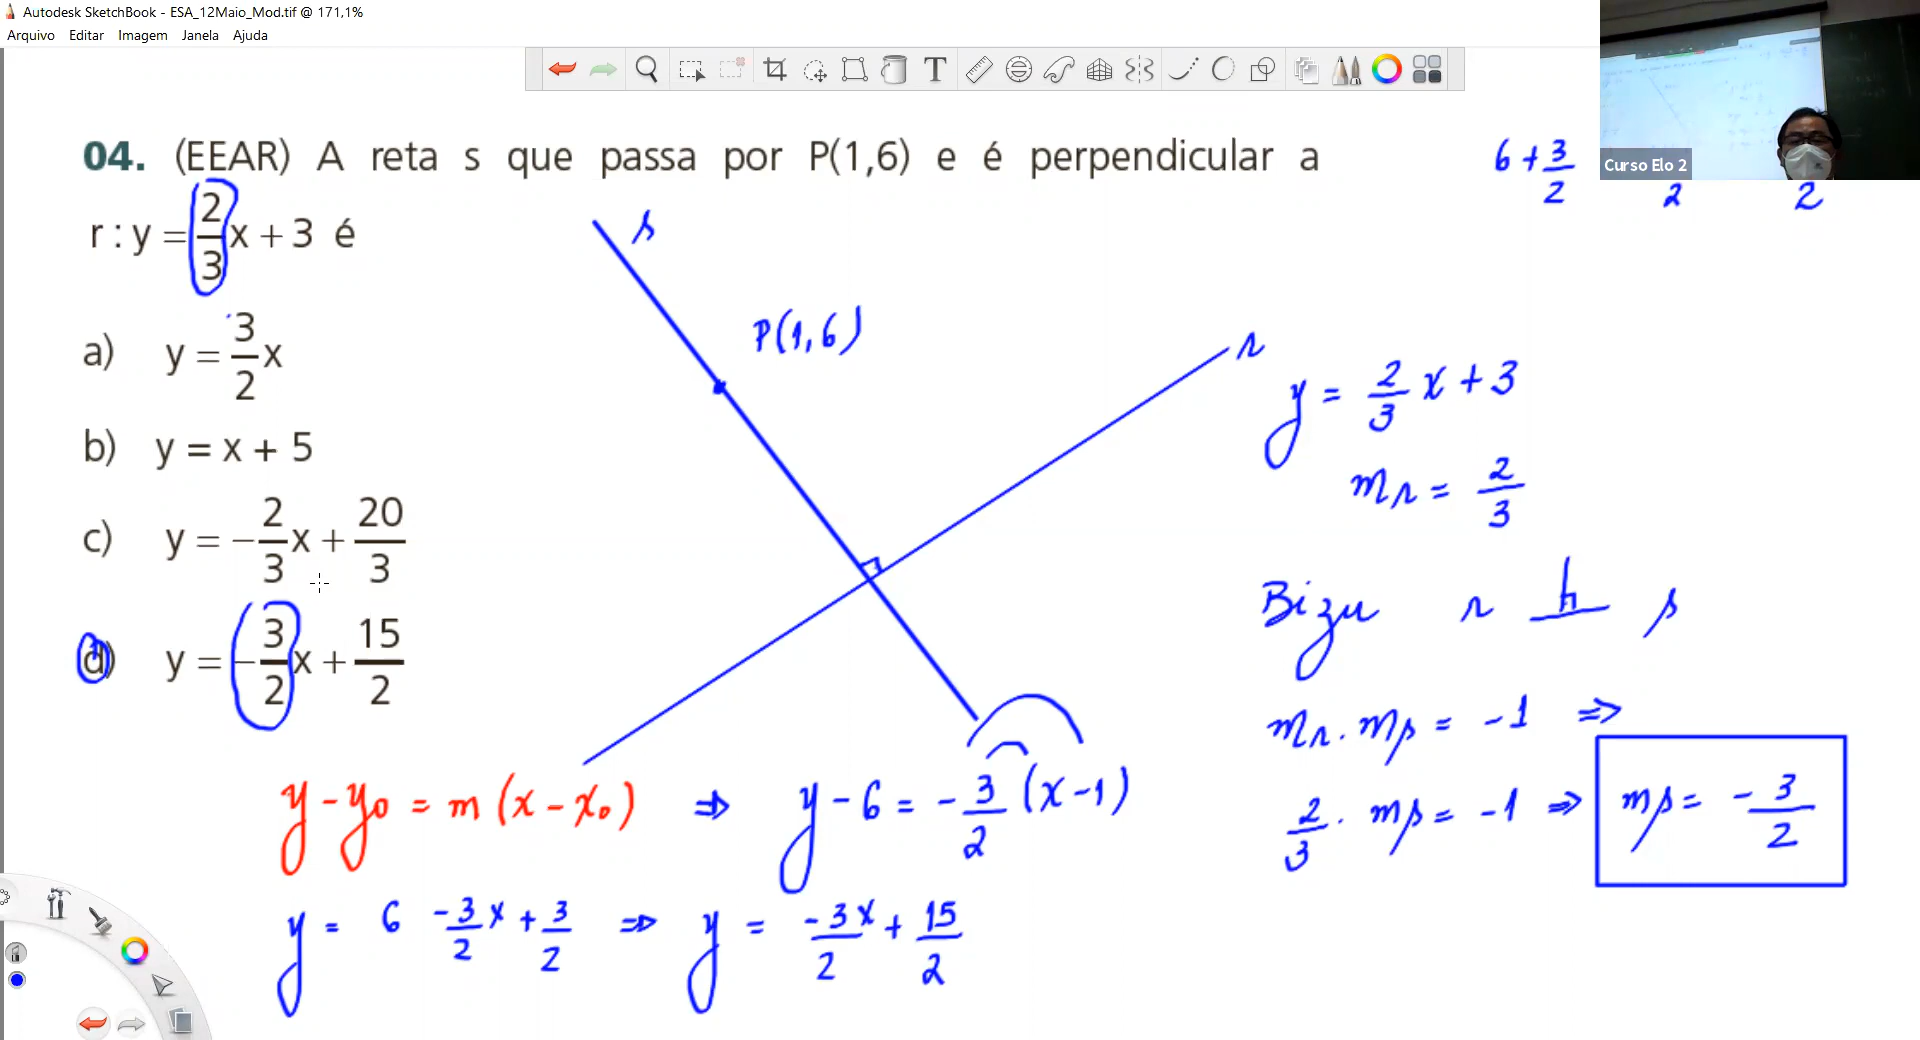 Autodesk SketchBook - ESA_12Maio_Mod.tif @ 171,1%
Arquivo Editar Imagem Janela Ajuda
04. (EEAR) A reta s que passa por P(1,6) e é perpendicular a
r : y = 2/3 x + 3 é
a) y = 3/2 x
b) y = x + 5
c) y = -2/3 x + 20/3
d) y = -3/2 x + 15/2
s
P(1,6)
r
6 + 3/2
2
2
Curso Elo 2
y = 2/3 x + 3
mr = 2/3
Bizu r s
mr . ms = -1 ⇒
2/3 . ms = -1 ⇒ ms = -3/2
y - y0 = m (x - x0) ⇒ y - 6 = -3/2 (x - 1)
y = 6 -3/2 x + 3/2 ⇒ y = -3x/2 + 15/2